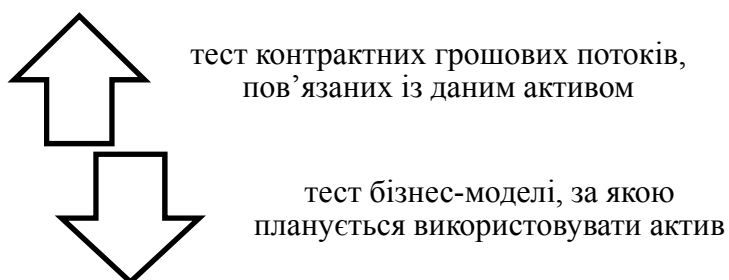 тест контрактних грошових потоків,
пов’язаних із даним активом
тест бізнес-моделі, за якою
планується використовувати актив